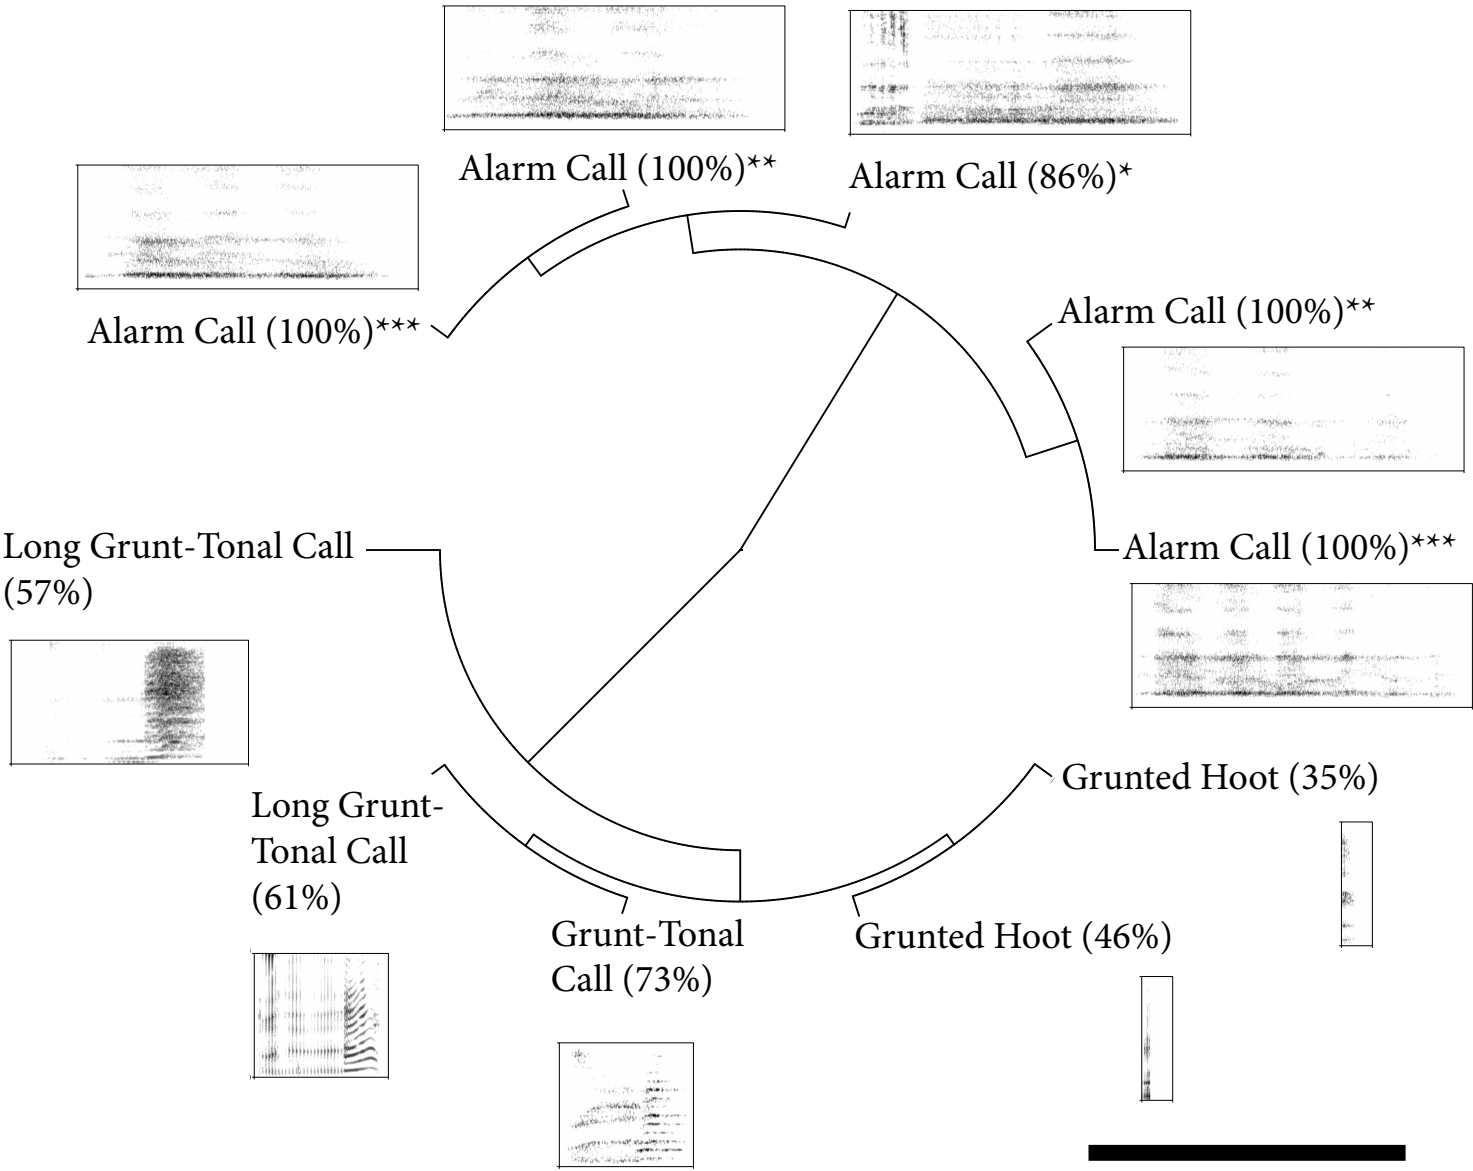 Alarm Call (100%)**
Alarm Call (86%)*
Alarm Call (100%)***
Alarm Call (100%)**
Alarm Call (100%)***
Long Grunt-Tonal Call
(57%)
Grunted Hoot (35%)
Long Grunt-
Tonal Call
(61%)
Grunt-Tonal
Call (73%)
Grunted Hoot (46%)